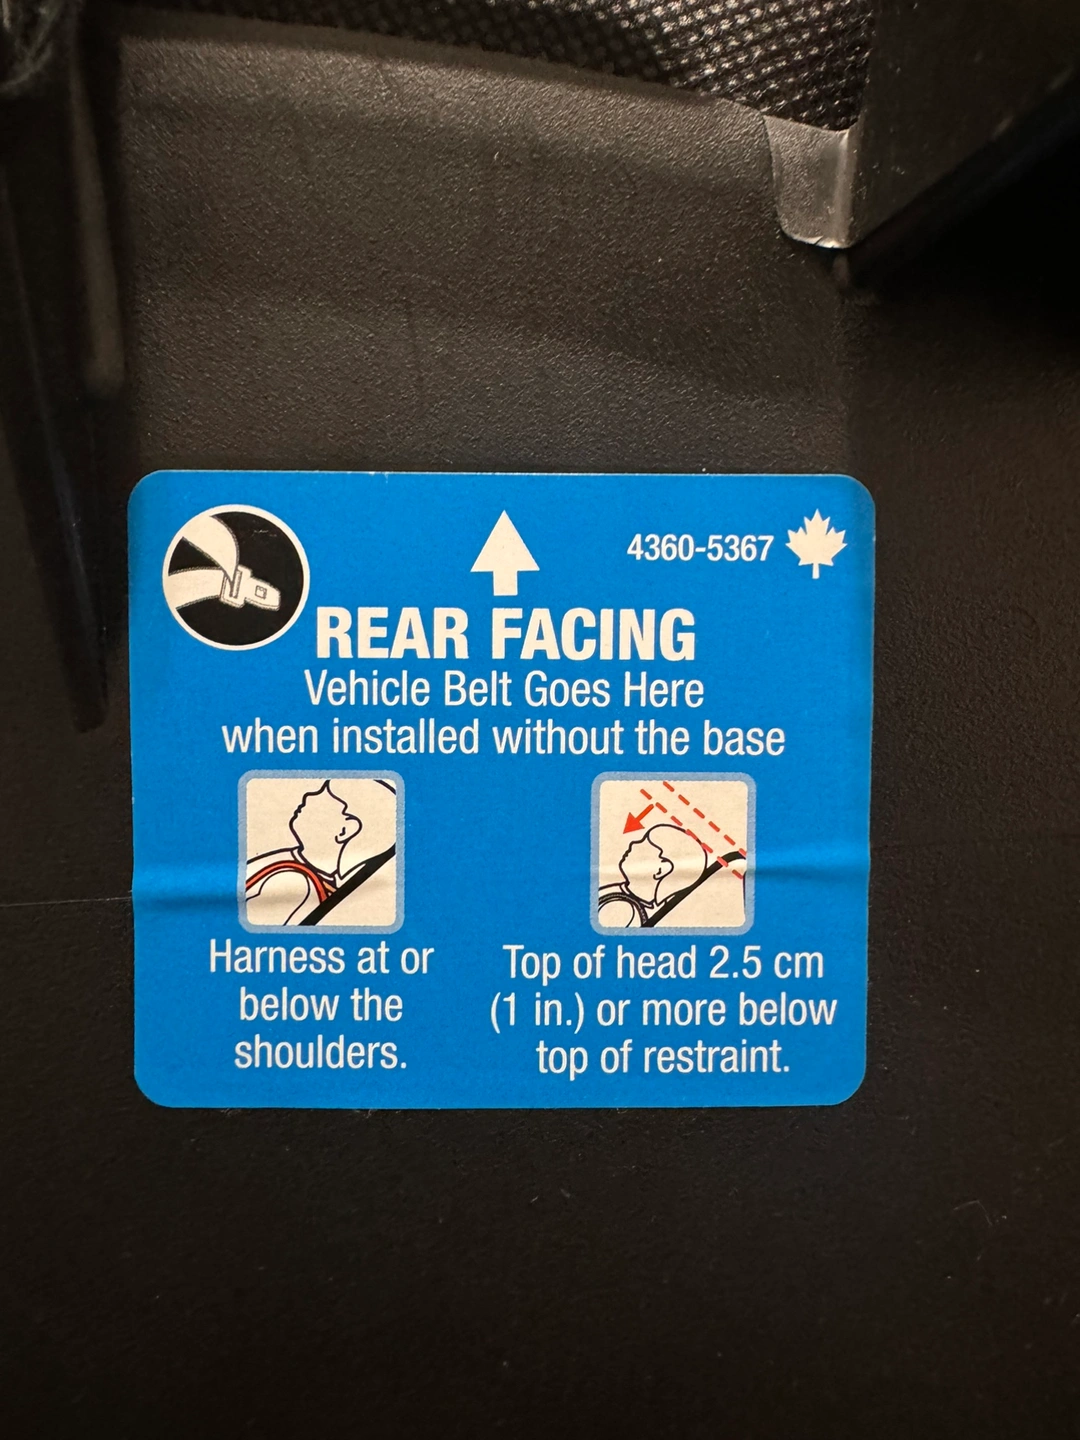 4360-5367
REAR FACING
Vehicle Belt Goes Here
when installed without the base
Harness at or
below the
shoulders.
Top of head 2.5 cm
(1 in.) or more below
top of restraint.